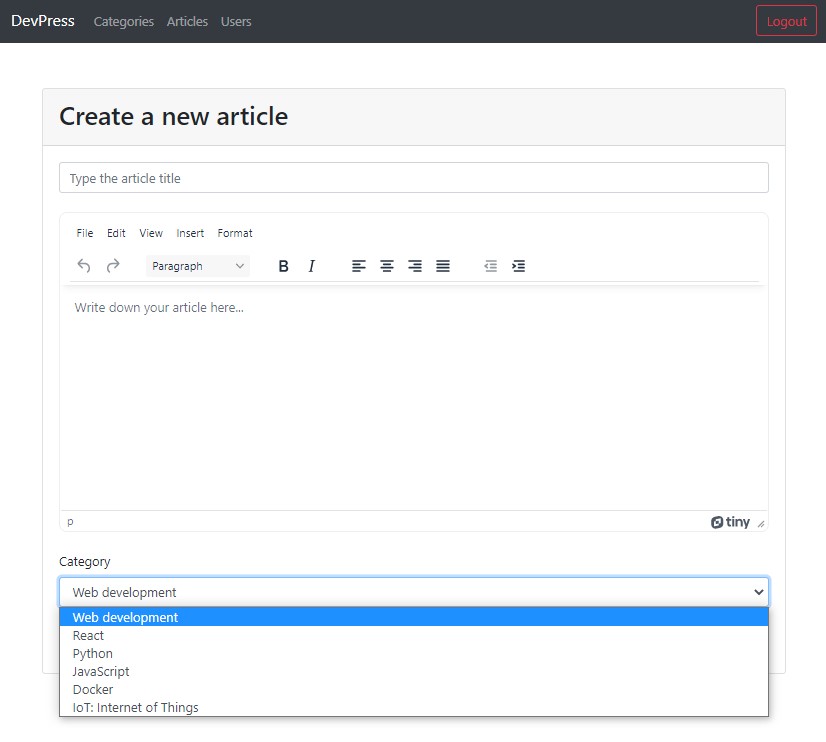 DevPress Categories Articles Users Logout
Create a new article
Type the article title
File Edit View Insert Format
Paragraph B I
Write down your article here...
p tiny
Category
Web development
Web development
React
Python
JavaScript
Docker
IoT: Internet of Things